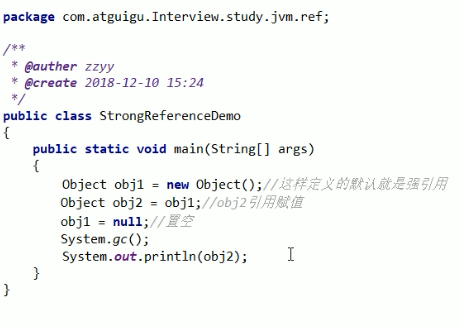 package com.atguigu.Interview.study.jvm.ref;
/**
 * @auther zzyy
 * @create 2018-12-10 15:24
 */
public class StrongReferenceDemo
{
    public static void main(String[] args)
    {
        Object obj1 = new Object();//这样定义的默认就是强引用
        Object obj2 = obj1;//obj2引用赋值
        obj1 = null;//置空
        System.gc();
        System.out.println(obj2);
    }
}